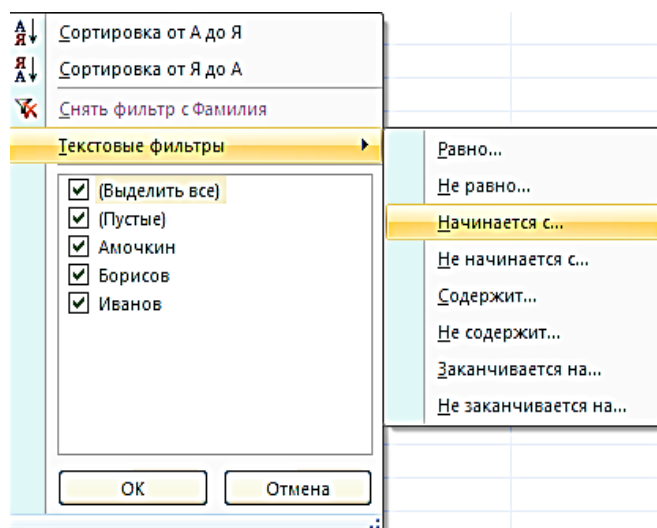 Сортировка от А до Я
Сортировка от Я до А
Снять фильтр с Фамилия
Текстовые фильтры
(Выделить все)
(Пустые)
Амочкин
Борисов
Иванов
ОК
Отмена
Равно...
Не равно...
Начинается с...
Не начинается с...
Содержит...
Не содержит...
Заканчивается на...
Не заканчивается на...